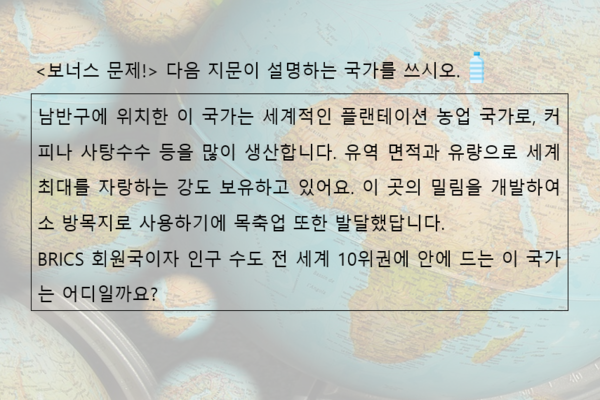 <보너스 문제!> 다음 지문이 설명하는 국가를 쓰시오.
남반구에 위치한 이 국가는 세계적인 플랜테이션 농업 국가로, 커
피나 사탕수수 등을 많이 생산합니다. 유역 면적과 유량으로 세계
최대를 자랑하는 강도 보유하고 있어요. 이 곳의 밀림을 개발하여
소 방목지로 사용하기에 목축업 또한 발달했답니다.
BRICS 회원국이자 인구 수도 전 세계 10위권에 안에 드는 이 국가
는 어디일까요?